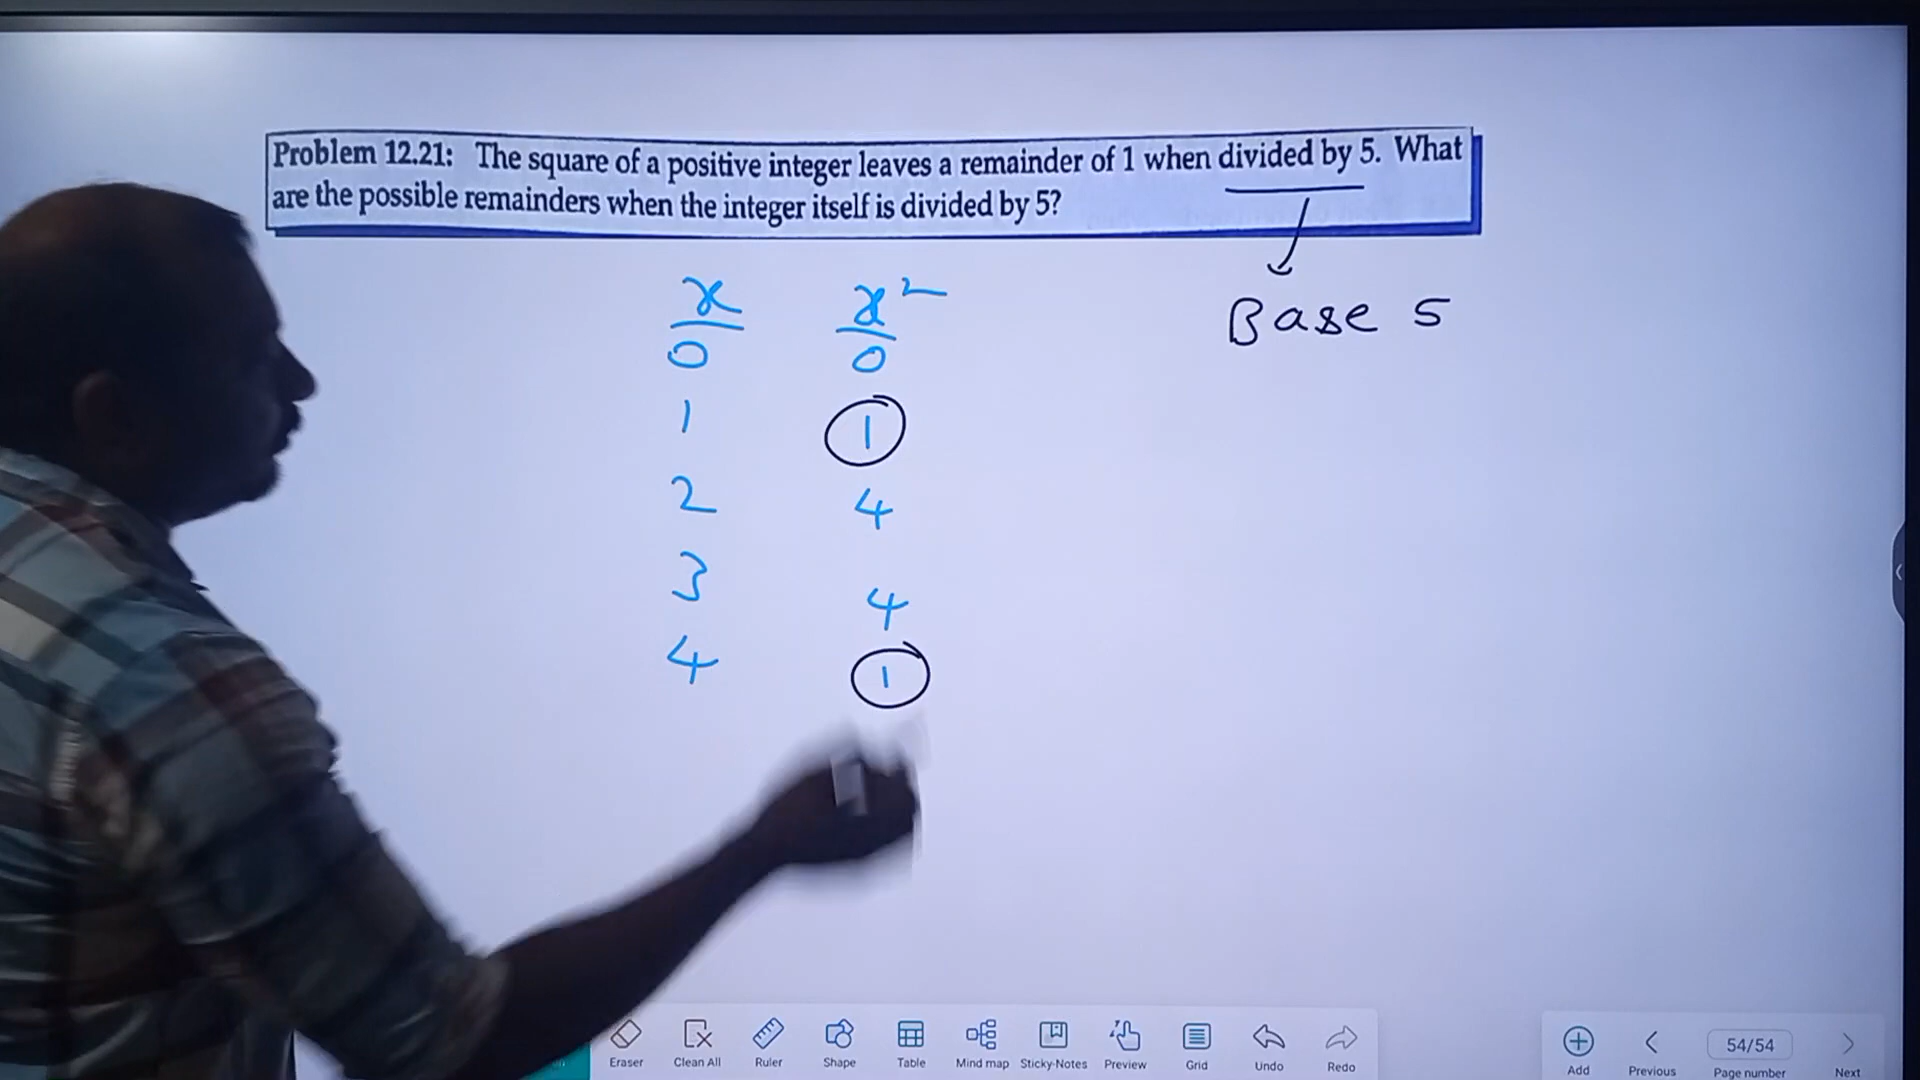 Problem 12.21: The square of a positive integer leaves a remainder of 1 when divided by 5. What
are the possible remainders when the integer itself is divided by 5?
Base 5
x x²
0 0
1 1
2 4
3 4
4 1
Eraser Clean All Ruler Shape Table Mind map Sticky-Notes Preview Grid Undo Redo
54/54
Add Previous Page number Next